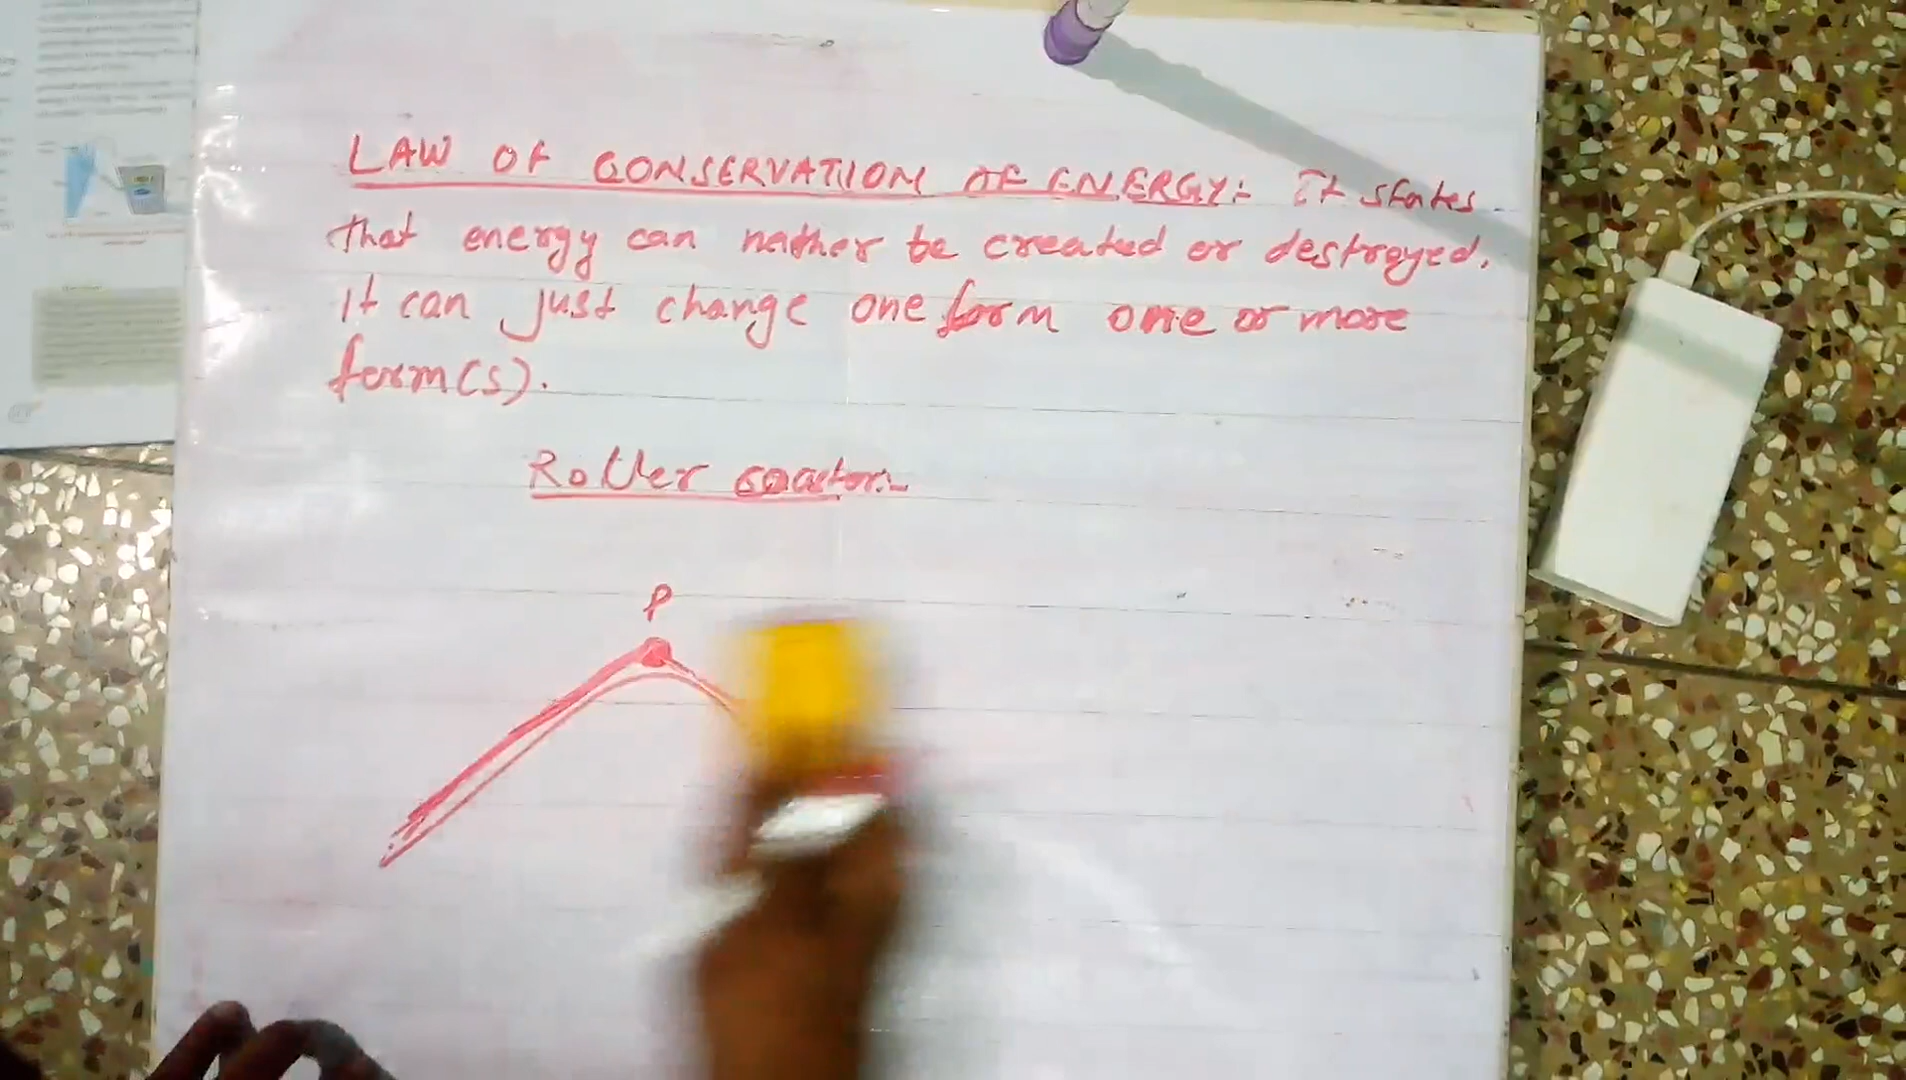 LAW OF CONSERVATION OF ENERGY:- It states
that energy can neither be created or destroyed.
It can just change one form one or more
form(s).
Roller coaster:-
P